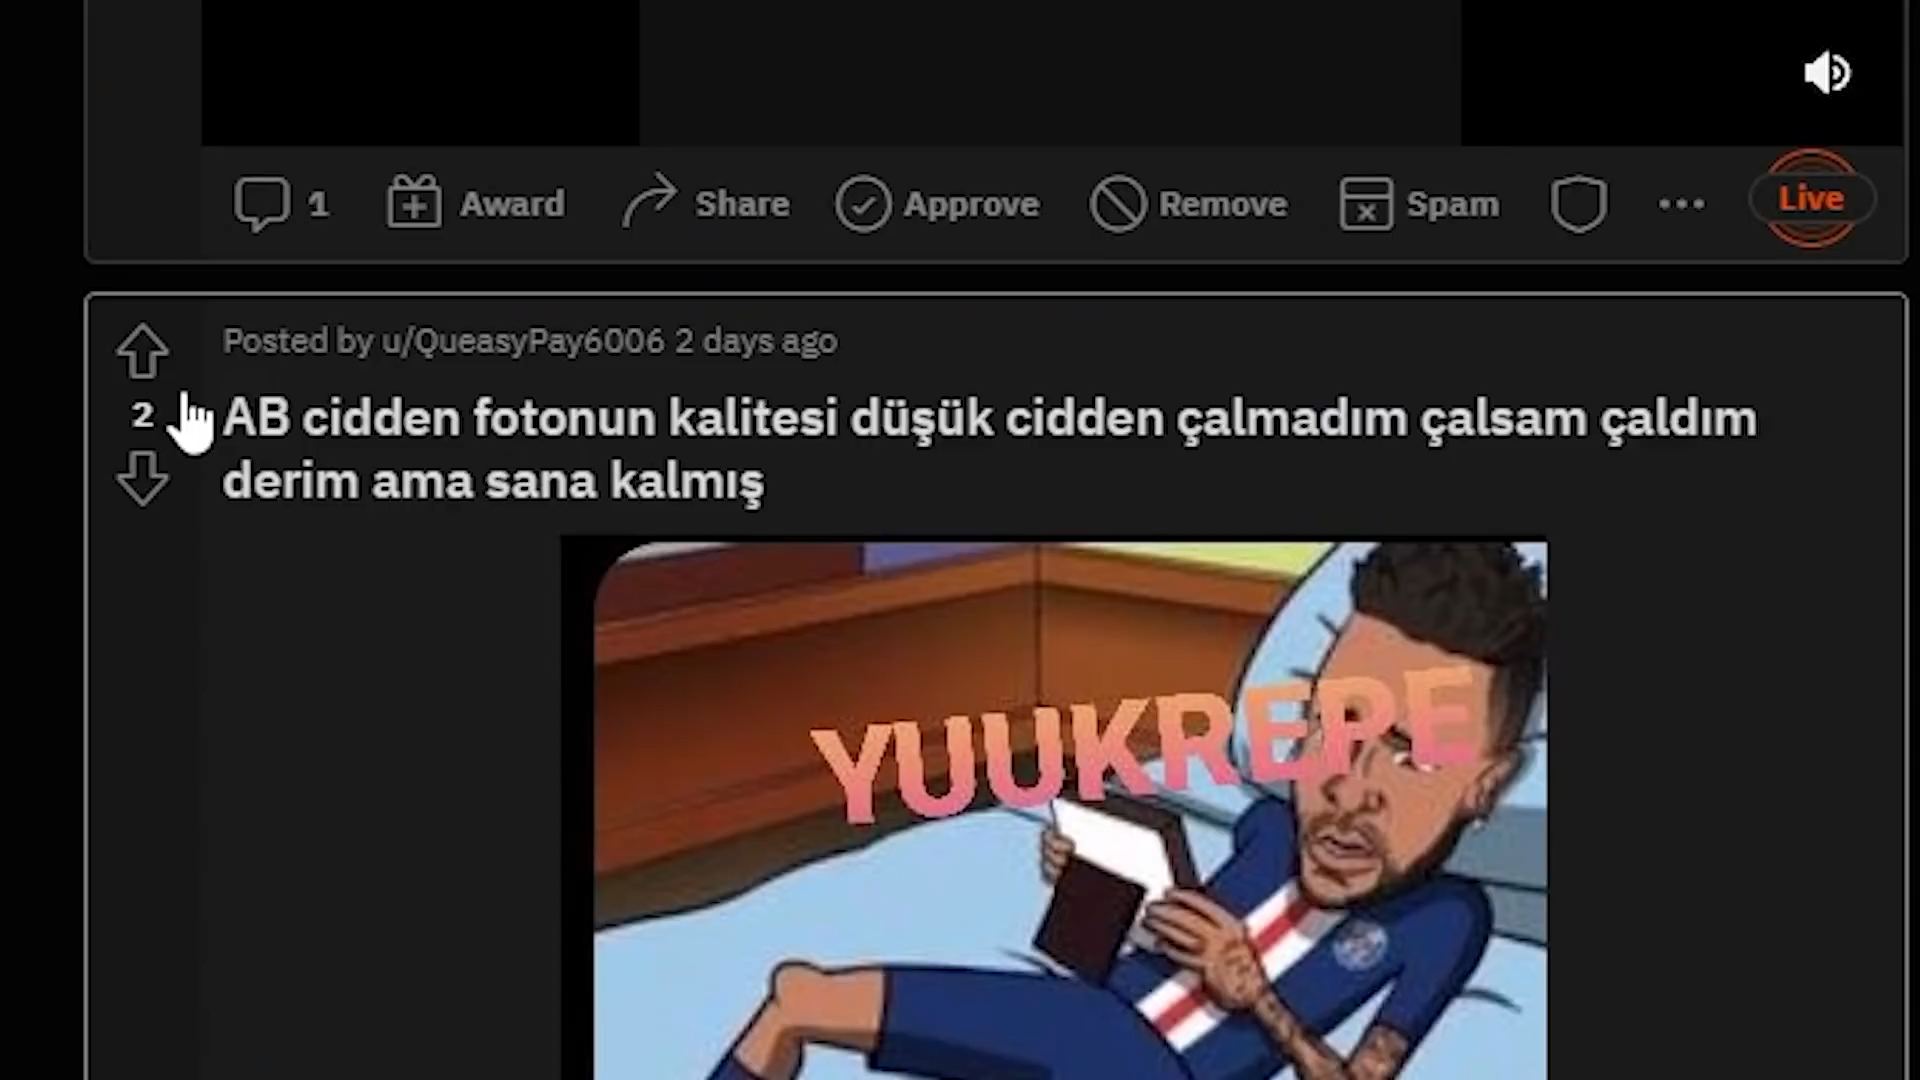 1 Award Share Approve Remove Spam ... Live
Posted by u/QueasyPay6006 2 days ago
2
AB cidden fotonun kalitesi düşük cidden çalmadım çalsam çaldım
derim ama sana kalmış
YUUKREPE